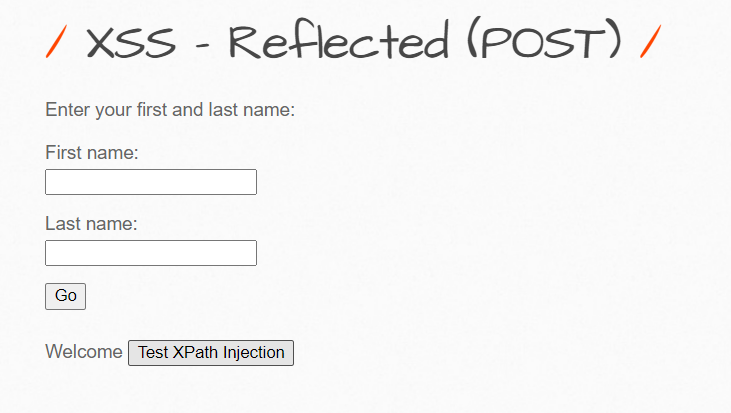 / XSS - Reflected (POST) /
Enter your first and last name:
First name:
Last name:
Go
Welcome Test XPath Injection